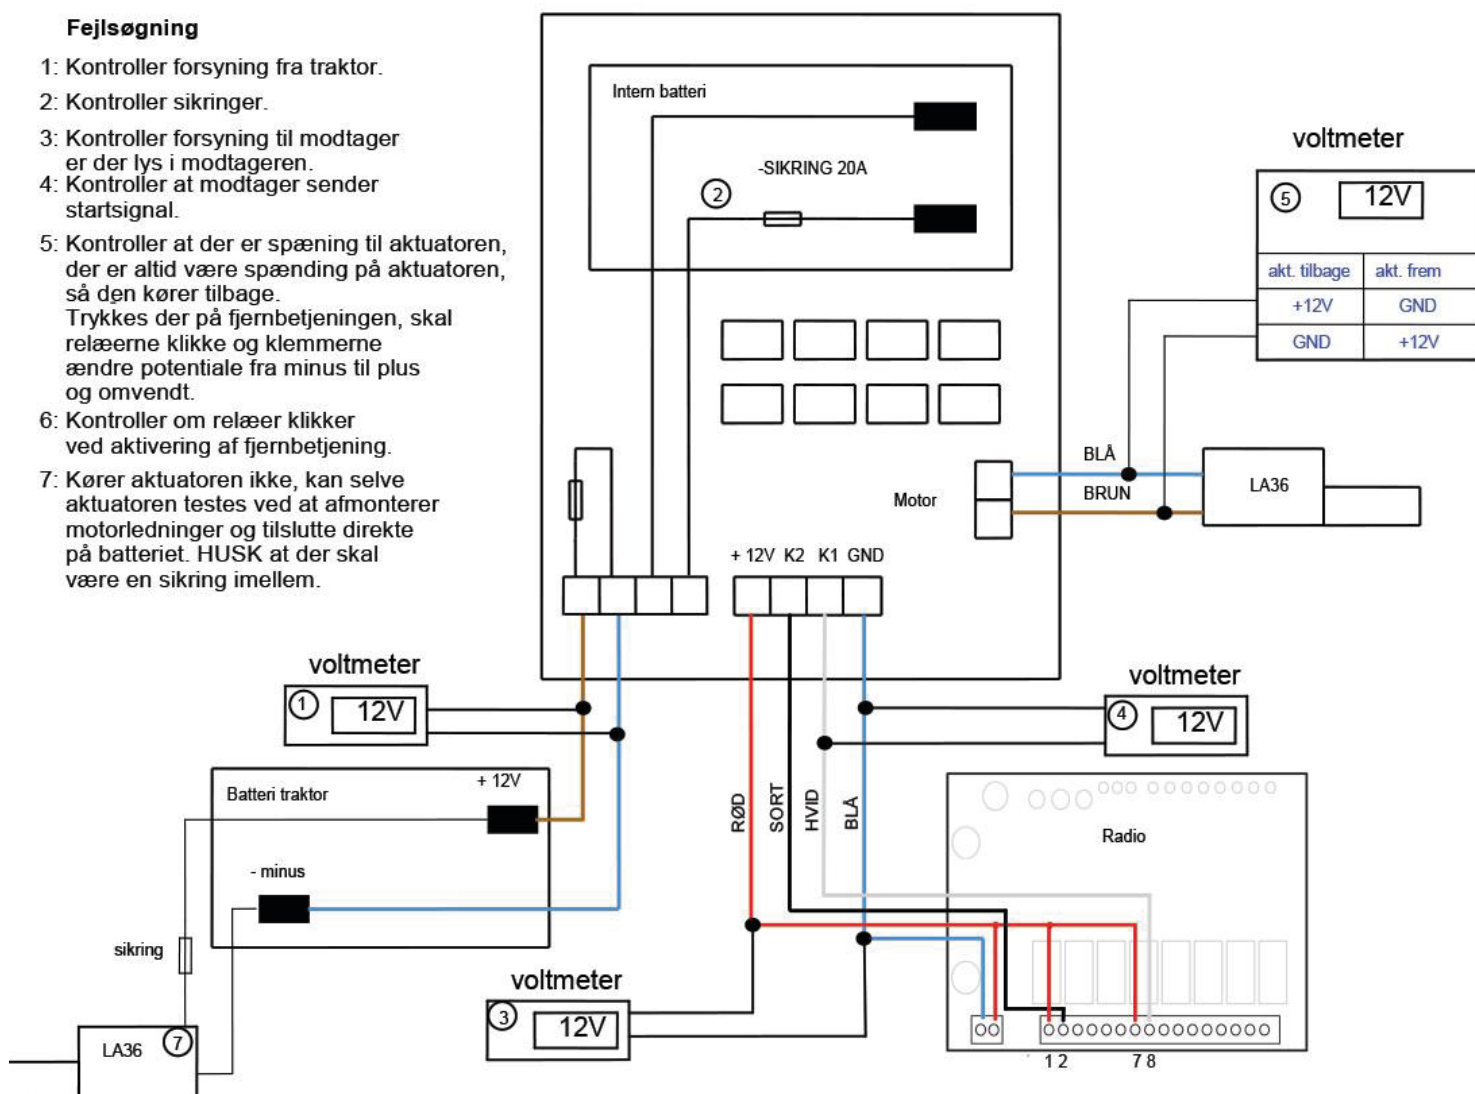 Fejlsøgning
1: Kontroller forsyning fra traktor.
2: Kontroller sikringer.
3: Kontroller forsyning til modtager
er der lys i modtageren.
4: Kontroller at modtager sender
startsignal.
5: Kontroller at der er spæning til aktuatoren,
der er altid være spænding på aktuatoren,
så den kører tilbage.
Trykkes der på fjernbetjeningen, skal
relæerne klikke og klemmerne
ændre potentiale fra minus til plus
og omvendt.
6: Kontroller om relæer klikker
ved aktivering af fjernbetjening.
7: Kører aktuatoren ikke, kan selve
aktuatoren testes ved at afmonterer
motorledninger og tilslutte direkte
på batteriet. HUSK at der skal
være en sikring imellem.
Intern batteri
-SIKRING 20A
2
voltmeter
5
12V
akt. tilbage akt. frem
+12V GND
GND +12V
BLÅ
BRUN
LA36
Motor
+ 12V K2 K1 GND
voltmeter
1
12V
voltmeter
4
12V
Batteri traktor
+ 12V
- minus
sikring
LA36
7
RØD
SORT
HVID
BLÅ
Radio
1 2 7 8
voltmeter
3
12V